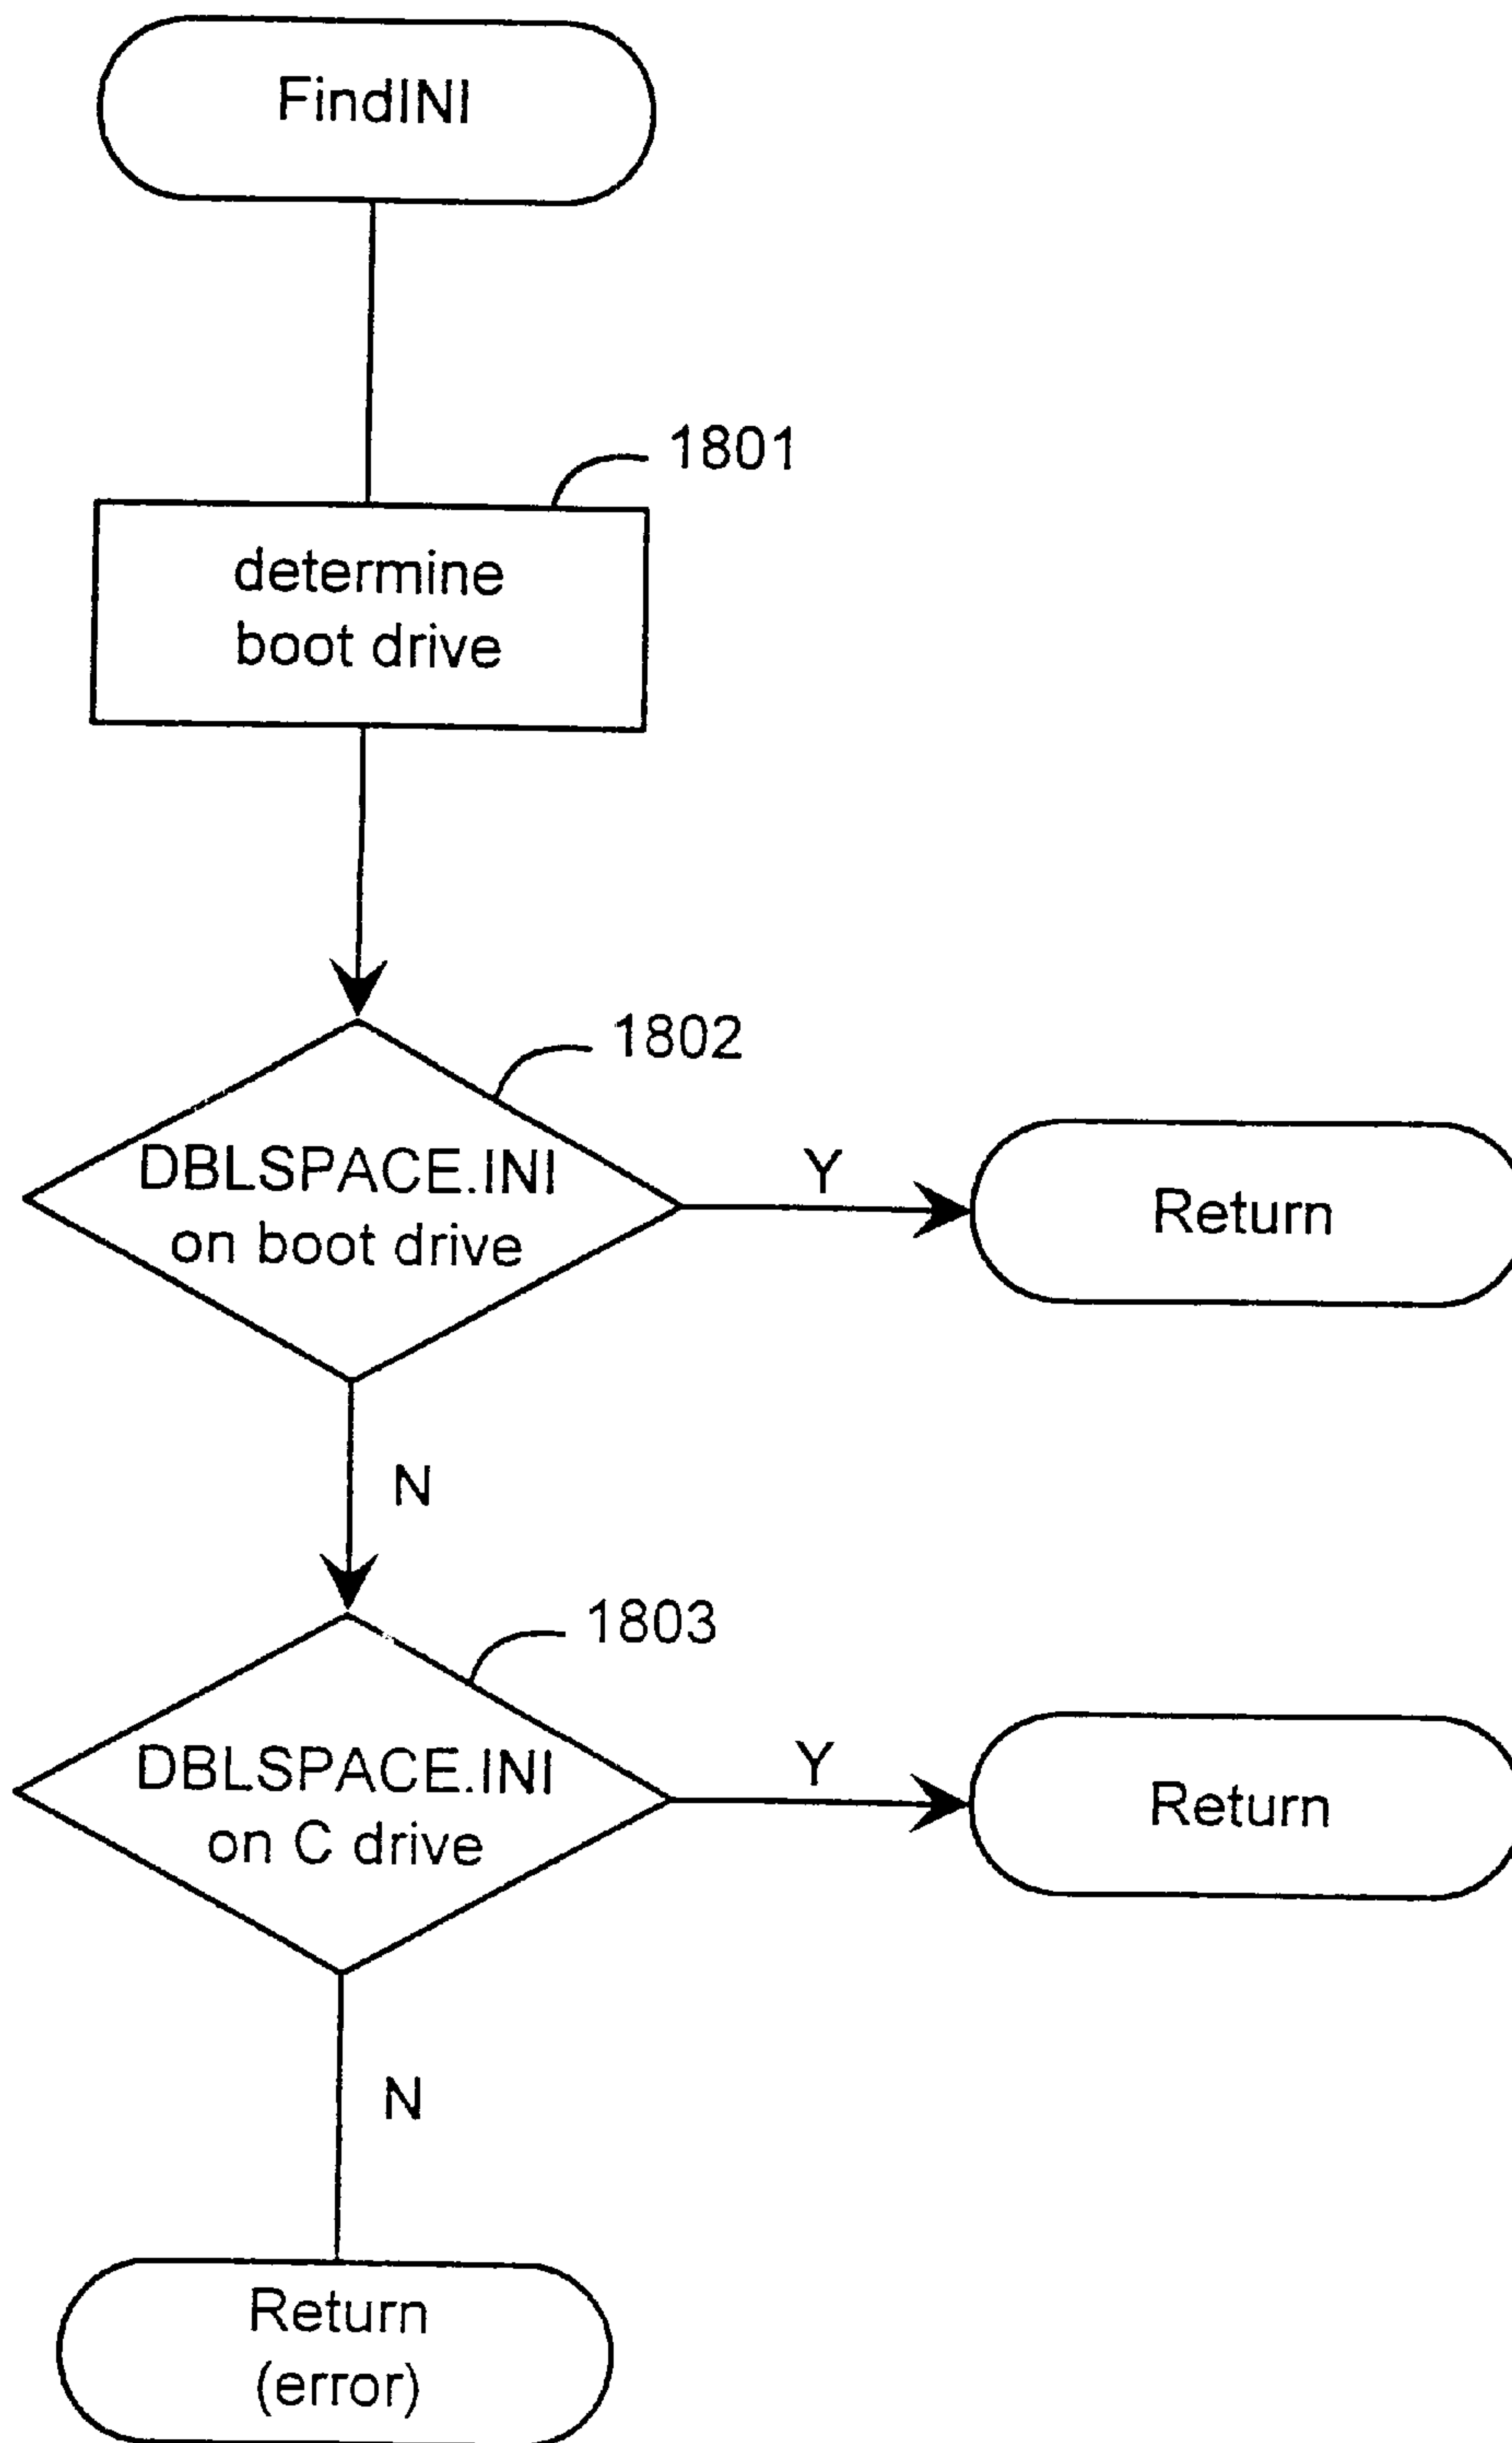 FindINI
1801
determine
boot drive
1802
DBLSPACE.INI
on boot drive
Y
Return
N
1803
DBLSPACE.INI
on C drive
Y
Return
N
Return
(error)